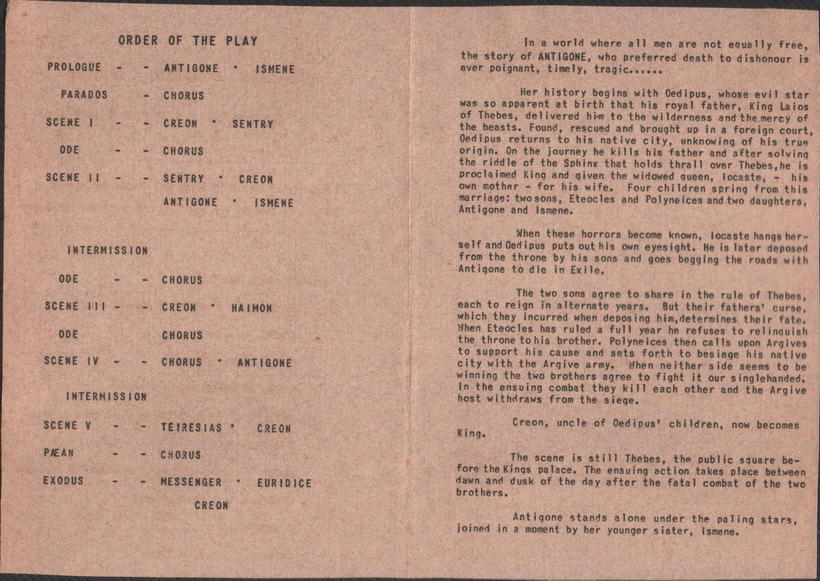 ORDER OF THE PLAY
PROLOGUE - - ANTIGONE * ISMENE
PARADOS - CHORUS
SCENE I - - CREON * SENTRY
ODE - - CHORUS
SCENE II - - SENTRY * CREON
ANTIGONE * ISMENE
INTERMISSION
ODE - - CHORUS
SCENE III - - CREON * HAIMON
ODE CHORUS
SCENE IV - - CHORUS * ANTIGONE
INTERMISSION
SCENE V - - TEIRESIAS * CREON
PÆAN - - CHORUS
EXODUS - - MESSENGER * EURIDICE
CREON
In a world where all men are not equally free,
the story of ANTIGONE, who preferred death to dishonour is
ever poignant, timely, tragic......
Her history begins with Oedipus, whose evil star
was so apparent at birth that his royal father, King Laios
of Thebes, delivered him to the wilderness and the.mercy of
the beasts. Found, rescued and brought up in a foreign court,
Oedipus returns to his native city, unknowing of his true
origin. On the journey he kills his father and after solving
the riddle of the Sphinx that holds thrall over Thebes,he is
proclaimed King and given the widowed queen, Iocaste, - his
own mother - for his wife. Four children spring from this
marriage: two sons, Eteocles and Polyneices and two daughters,
Antigone and Ismene.
When these horrors become known, Iocaste hangs her-
self and Oedipus puts out his own eyesight. He is later deposed
from the throne by his sons and goes begging the roads with
Antigone to die in Exile.
The two sons agree to share in the rule of Thebes,
each to reign in alternate years. But their fathers' curse,
which they incurred when deposing him,determines their fate.
When Eteocles has ruled a full year he refuses to relinquish
the throne to his brother. Polyneices then calls upon Argives
to support his cause and sets forth to besiege his native
city with the Argive army. When neither side seems to be
winning the two brothers agree to fight it our singlehanded.
In the ensuing combat they kill each other and the Argive
host withdraws from the siege.
Creon, uncle of Oedipus' children, now becomes
King.
The scene is still Thebes, the public square be-
fore the Kings palace. The ensuing action takes place between
dawn and dusk of the day after the fatal combat of the two
brothers.
Antigone stands alone under the paling stars,
joined in a moment by her younger sister, Ismene.